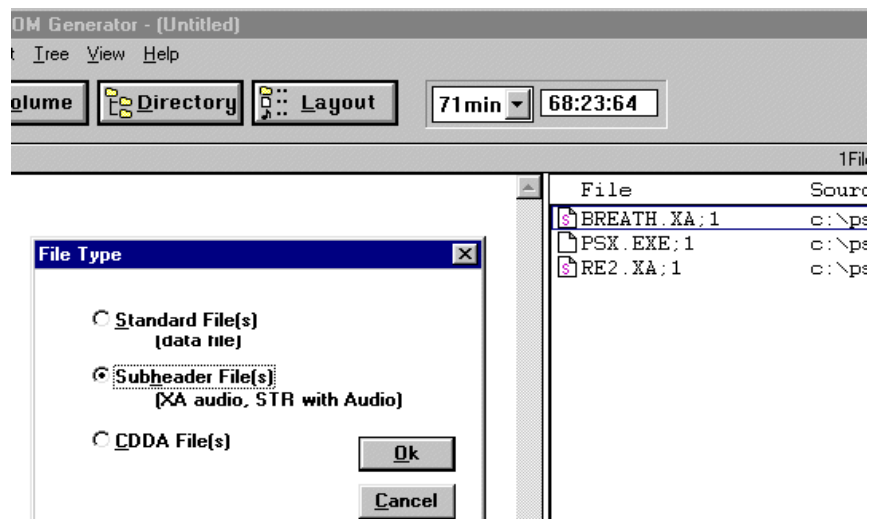 OM Generator - (Untitled)
t Tree View Help
olume Directory Layout 71min 68:23:64
1File
File Sourc
BREATH.XA;1 c:\ps
PSX.EXE;1 c:\ps
RE2.XA;1 c:\ps
File Type
Standard File(s)
(data file)
Subheader File(s)
(XA audio, STR with Audio)
CDDA File(s)
Ok
Cancel